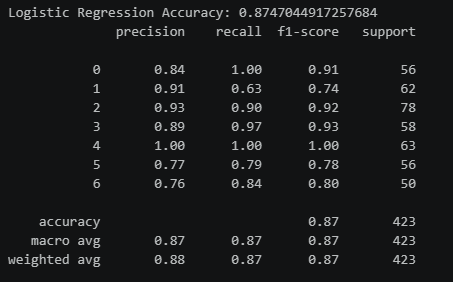 Logistic Regression Accuracy: 0.8747044917257684
precision recall f1-score support
0 0.84 1.00 0.91 56
1 0.91 0.63 0.74 62
2 0.93 0.90 0.92 78
3 0.89 0.97 0.93 58
4 1.00 1.00 1.00 63
5 0.77 0.79 0.78 56
6 0.76 0.84 0.80 50
accuracy 0.87 423
macro avg 0.87 0.87 0.87 423
weighted avg 0.88 0.87 0.87 423